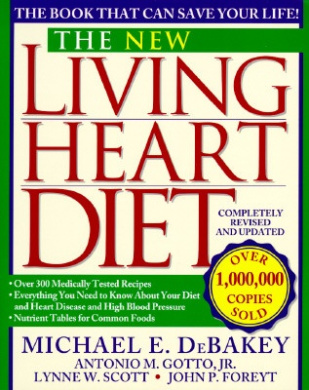 THE BOOK THAT CAN SAVE YOUR LIFE!
THE NEW
LIVING
HEART
DIET
COMPLETELY
REVISED
AND UPDATED
OVER
1,000,000
COPIES
SOLD
• Over 300 Medically Tested Recipes
• Everything You Need to Know About Your Diet
and Heart Disease and High Blood Pressure
• Nutrient Tables for Common Foods
MICHAEL E. DEBAKEY
ANTONIO M. GOTTO, JR.
LYNNE W. SCOTT • JOHN P. FOREYT